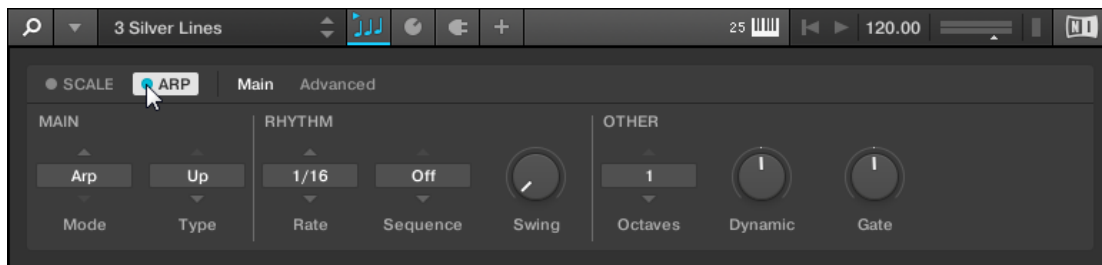 3 Silver Lines 25 120.00 NI
SCALE ARP Main Advanced
MAIN RHYTHM OTHER
Arp Up 1/16 Off 1
Mode Type Rate Sequence Swing Octaves Dynamic Gate